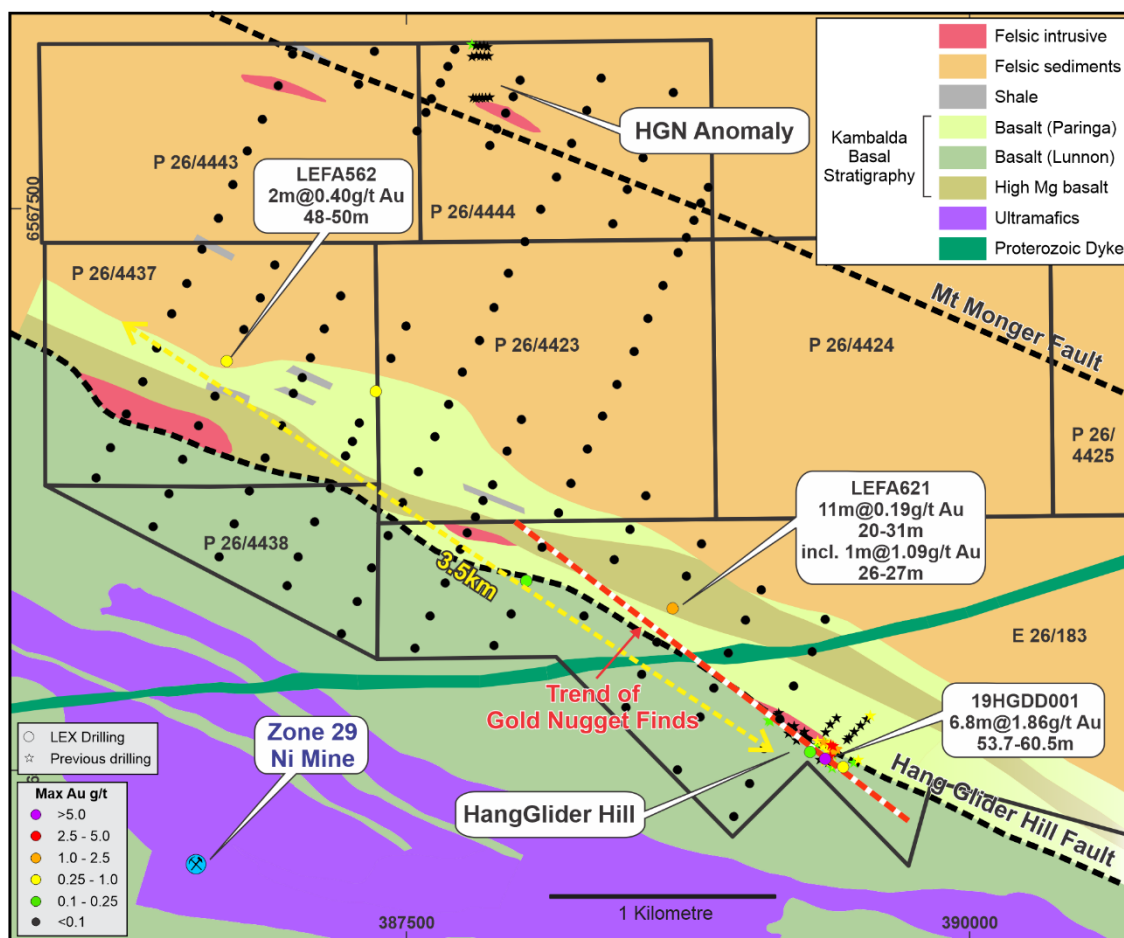 Felsic intrusive
Felsic sediments
Shale
Kambalda
Basal
Stratigraphy
Basalt (Paringa)
Basalt (Lunnon)
High Mg basalt
Ultramafics
Proterozoic Dyke
HGN Anomaly
P 26/4443
LEFA562
2m@0.40g/t Au
48-50m
P 26/4444
6567500
P 26/4437
Mt Monger Fault
P 26/4423
P 26/4424
P 26/
4425
LEFA621
11m@0.19g/t Au
20-31m
incl. 1m@1.09g/t Au
26-27m
P 26/4438
3.5km
E 26/183
Trend of
Gold Nugget Finds
19HGDD001
6.8m@1.86g/t Au
53.7-60.5m
Zone 29
Ni Mine
HangGlider Hill
Hang Glider Hill Fault
LEX Drilling
Previous drilling
Max Au g/t
>5.0
2.5 - 5.0
1.0 - 2.5
0.25 - 1.0
0.1 - 0.25
<0.1
1 Kilometre
387500
390000